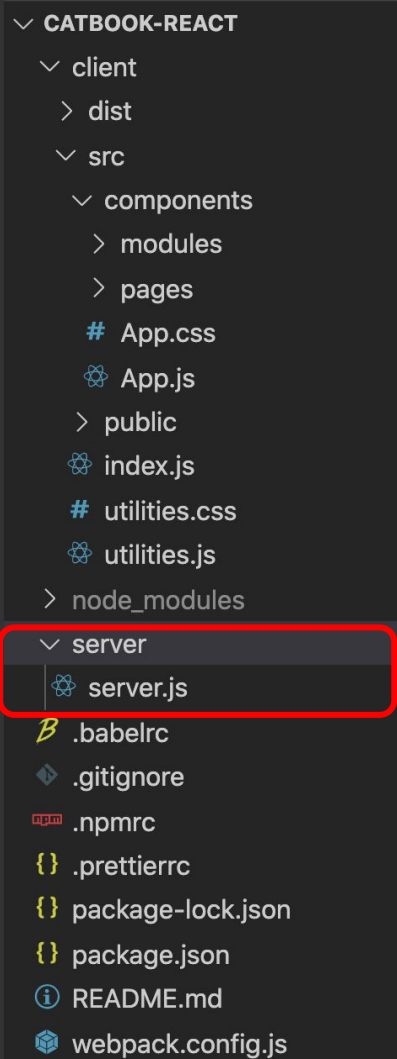 CATBOOK-REACT
client
dist
src
components
modules
pages
# App.css
App.js
public
index.js
# utilities.css
utilities.js
node_modules
server
server.js
.babelrc
.gitignore
npm .npmrc
{} .prettierrc
{} package-lock.json
{} package.json
README.md
webpack.config.js